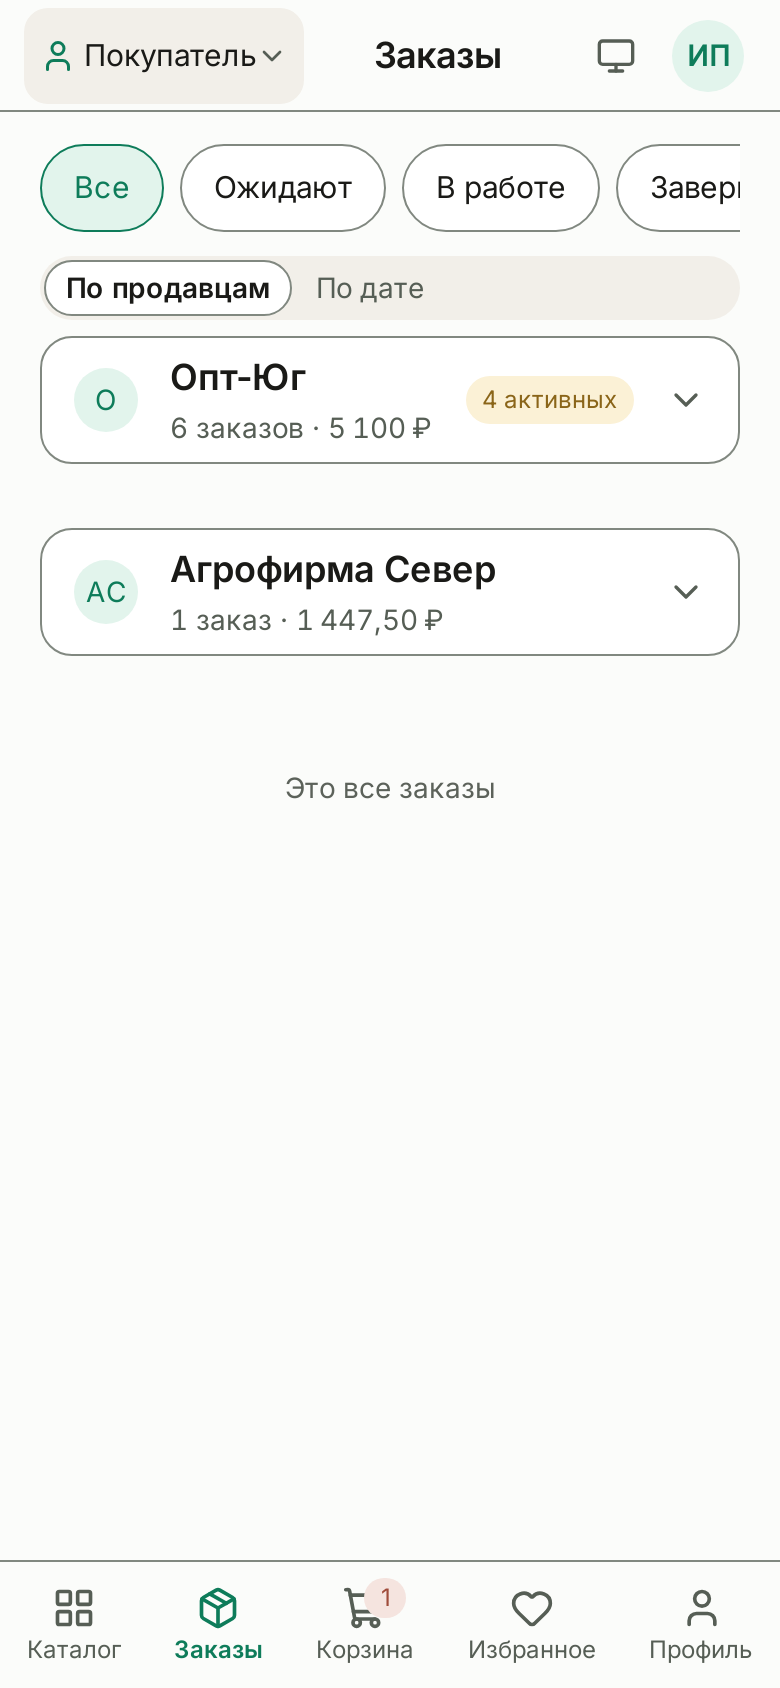 Покупатель
Заказы
ИП
Все
Ожидают
В работе
По продавцам
По дате
О
Опт-Юг
4 активных
6 заказов · 5 100 ₽
АС
Агрофирма Север
1 заказ · 1 447,50 ₽
Это все заказы
1
Каталог
Заказы
Корзина
Избранное
Профиль